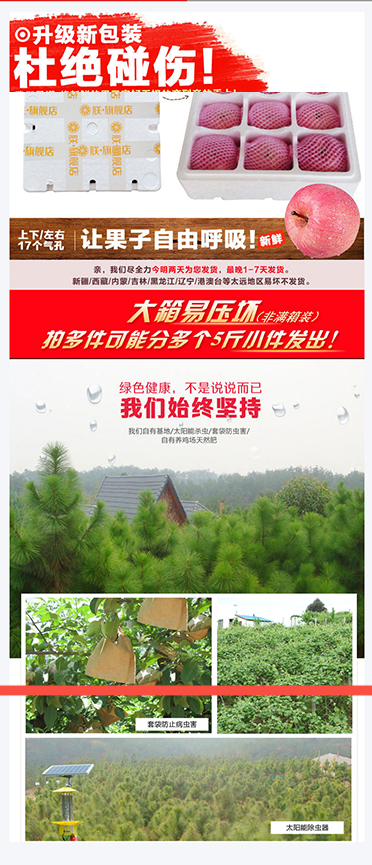 升级新包装
杜绝碰伤!
联·旗舰店
上下/左右
17个气孔
让果子自由呼吸!
新鲜
亲，我们尽全力今明两天为您发货，最晚1-7天发货。
新疆/西藏/内蒙/吉林/黑龙江/辽宁/港澳台等太远地区易坏不发货。
大箱易压坏(非满箱装)
拍多件可能分多个5斤小件发出!
绿色健康，不是说说而已
我们始终坚持
我们自有基地/太阳能杀虫/套袋防虫害/
自有养鸡场天然肥
套袋防止病虫害
太阳能除虫器